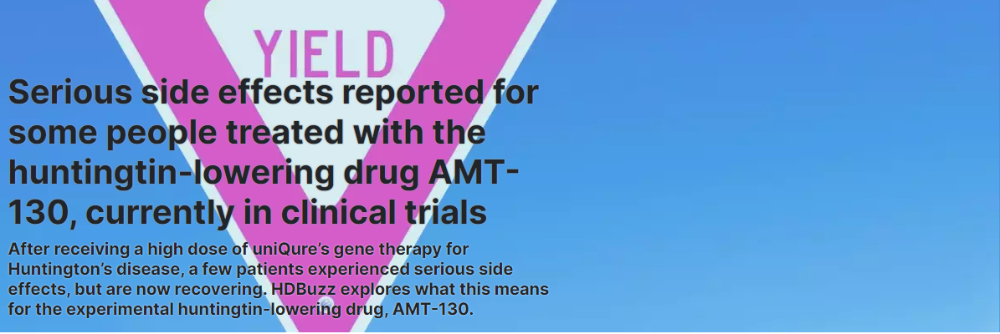 YIELD
Serious side effects reported for
some people treated with the
huntingtin-lowering drug AMT-
130, currently in clinical trials
After receiving a high dose of uniQure’s gene therapy for
Huntington’s disease, a few patients experienced serious side
effects, but are now recovering. HDBuzz explores what this means
for the experimental huntingtin-lowering drug, AMT-130.